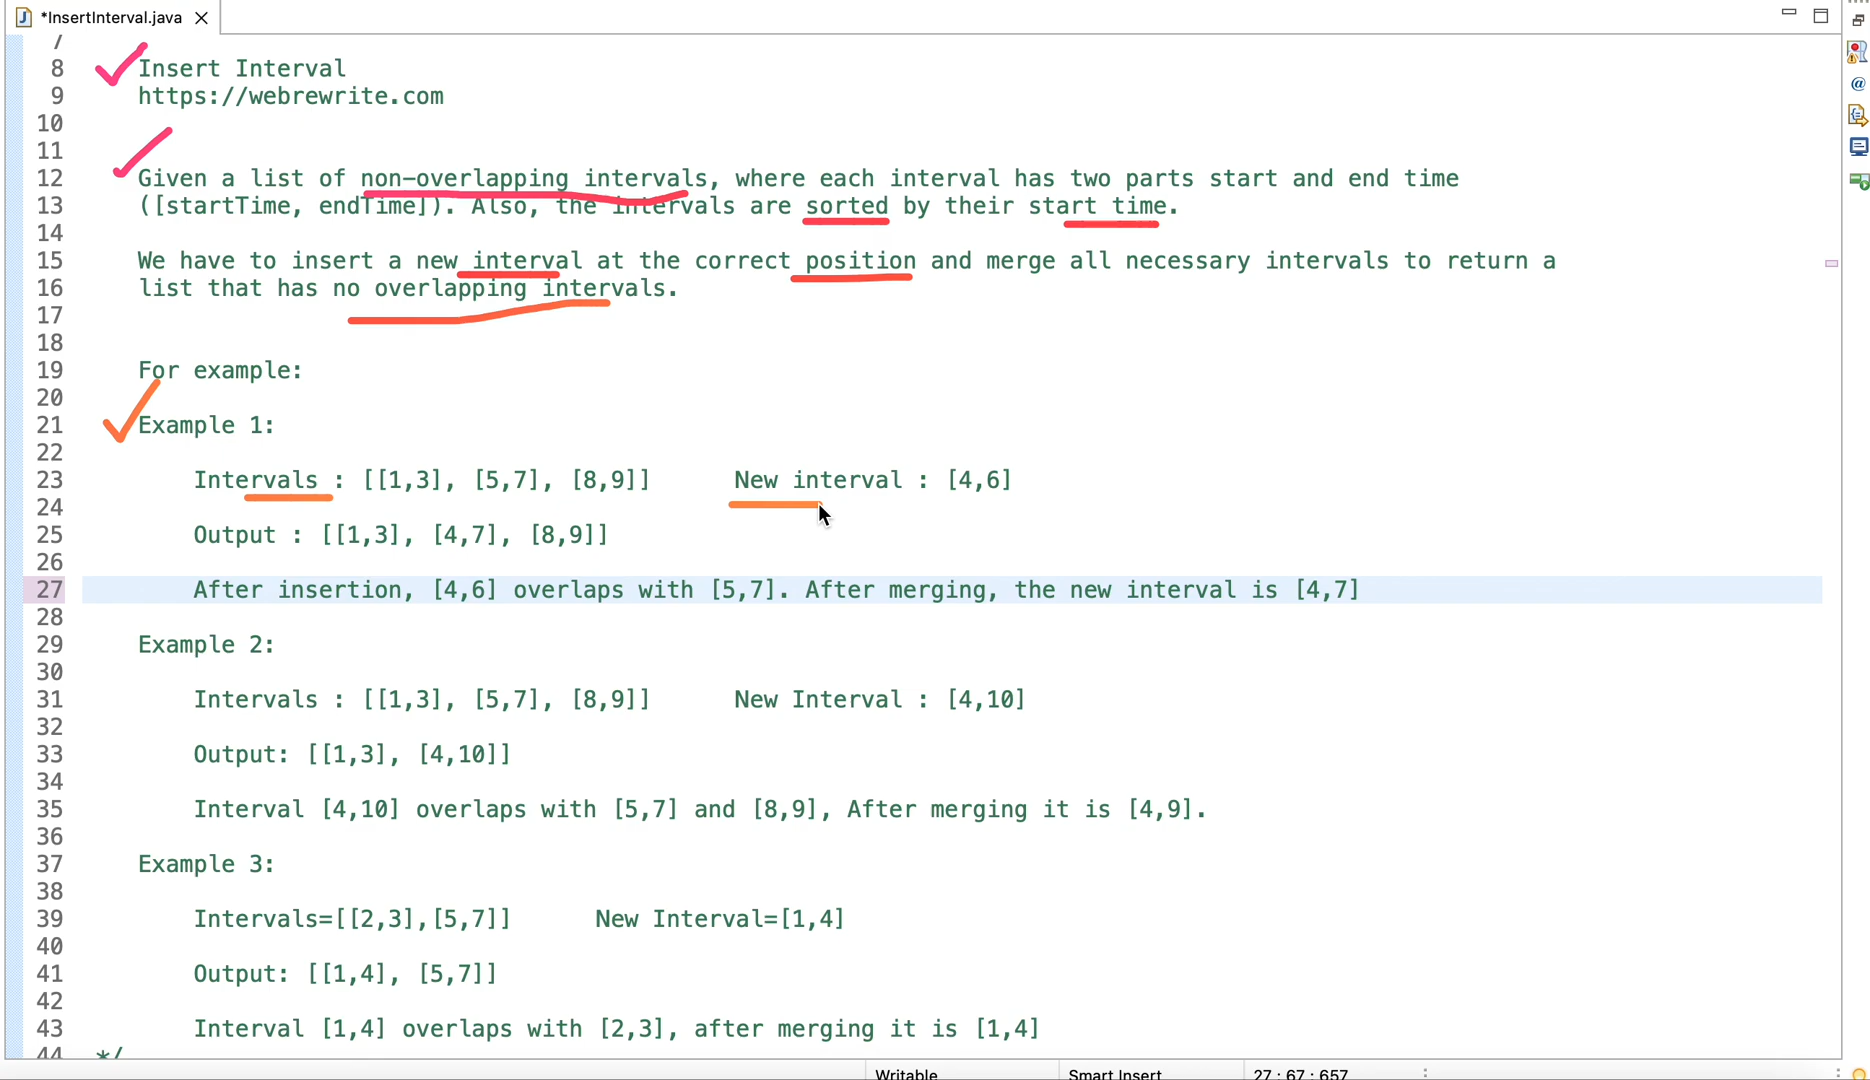 *InsertInterval.java
7
8 Insert Interval
9 https://webrewrite.com
10
11
12 Given a list of non-overlapping intervals, where each interval has two parts start and end time
13 ([startTime, endTime]). Also, the intervals are sorted by their start time.
14
15 We have to insert a new interval at the correct position and merge all necessary intervals to return a
16 list that has no overlapping intervals.
17
18
19 For example:
20
21 Example 1:
22
23 Intervals : [[1,3], [5,7], [8,9]] New interval : [4,6]
24
25 Output : [[1,3], [4,7], [8,9]]
26
27 After insertion, [4,6] overlaps with [5,7]. After merging, the new interval is [4,7]
28
29 Example 2:
30
31 Intervals : [[1,3], [5,7], [8,9]] New Interval : [4,10]
32
33 Output: [[1,3], [4,10]]
34
35 Interval [4,10] overlaps with [5,7] and [8,9], After merging it is [4,9].
36
37 Example 3:
38
39 Intervals=[[2,3],[5,7]] New Interval=[1,4]
40
41 Output: [[1,4], [5,7]]
42
43 Interval [1,4] overlaps with [2,3], after merging it is [1,4]
44 */
Writable Smart Insert 27 : 67 : 657